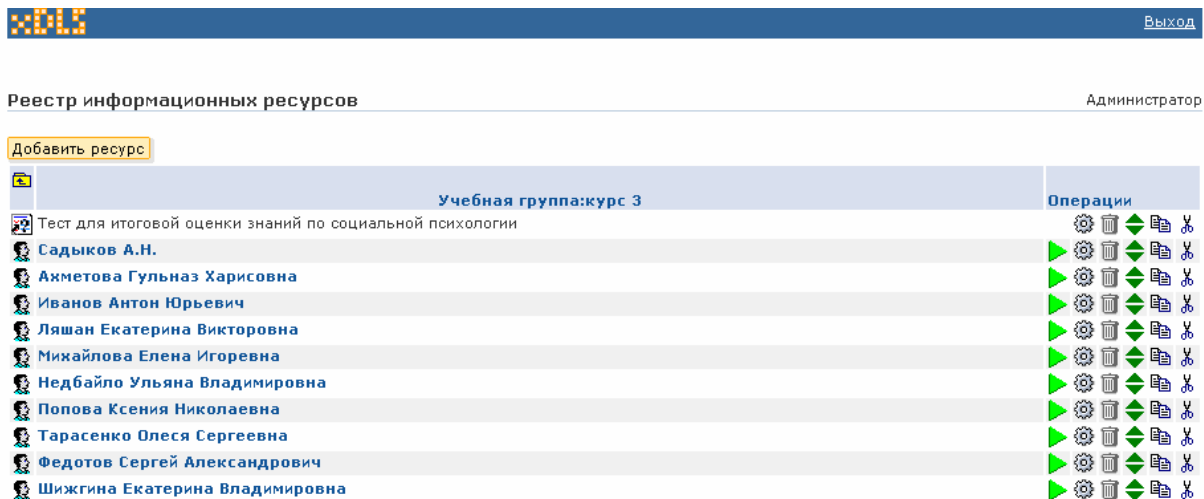 xDLS
Выход
Реестр информационных ресурсов
Администратор
Добавить ресурс
Учебная группа:курс 3
Операции
Тест для итоговой оценки знаний по социальной психологии
Садыков А.Н.
Ахметова Гульназ Харисовна
Иванов Антон Юрьевич
Ляшан Екатерина Викторовна
Михайлова Елена Игоревна
Недбайло Ульяна Владимировна
Попова Ксения Николаевна
Тарасенко Олеся Сергеевна
Федотов Сергей Александрович
Шижгина Екатерина Владимировна